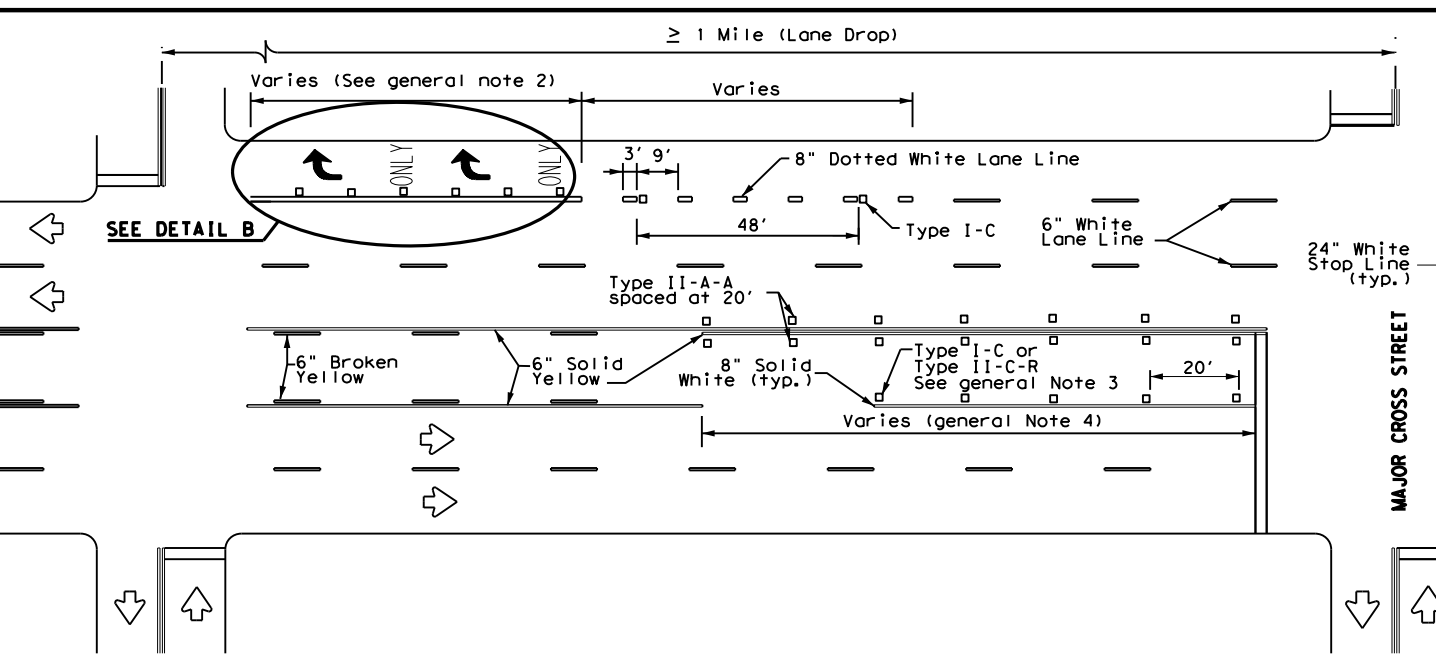 ≥ 1 Mile (Lane Drop)
Varies (See general note 2)
Varies
ONLY
ONLY
3' 9'
8" Dotted White Lane Line
SEE DETAIL B
48'
Type I-C
6" White
Lane Line
24" White
Stop Line
(typ.)
Type II-A-A
spaced at 20'
6" Broken
Yellow
6" Solid
Yellow
8" Solid
White (typ.)
Type I-C or
Type II-C-R
See general Note 3
20'
Varies (general Note 4)
MAJOR CROSS STREET